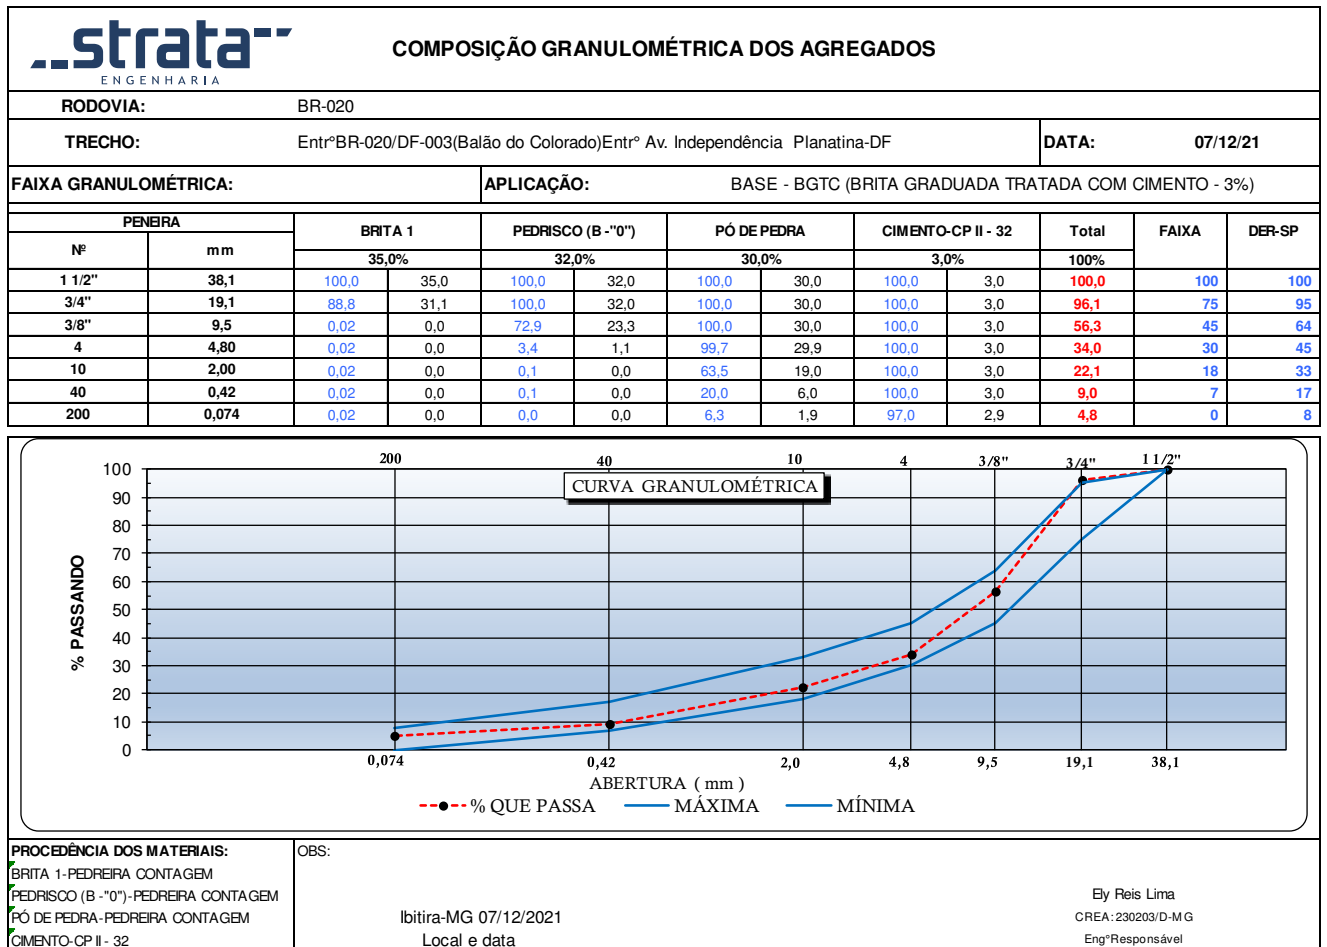 strata
ENGENHARIA
COMPOSIÇÃO GRANULOMÉTRICA DOS AGREGADOS
RODOVIA: BR-020
TRECHO: Entr°BR-020/DF-003(Balão do Colorado)Entr° Av. Independência Planatina-DF DATA: 07/12/21
FAIXA GRANULOMÉTRICA: APLICAÇÃO: BASE - BGTC (BRITA GRADUADA TRATADA COM CIMENTO - 3%)
PENEIRA BRITA 1 PEDRISCO (B -"0") PÓ DE PEDRA CIMENTO-CP II - 32 Total FAIXA DER-SP
Nº mm 35,0% 32,0% 30,0% 3,0% 100%
1 1/2" 38,1 100,0 35,0 100,0 32,0 100,0 30,0 100,0 3,0 100,0 100 100
3/4" 19,1 88,8 31,1 100,0 32,0 100,0 30,0 100,0 3,0 96,1 75 95
3/8" 9,5 0,02 0,0 72,9 23,3 100,0 30,0 100,0 3,0 56,3 45 64
4 4,80 0,02 0,0 3,4 1,1 99,7 29,9 100,0 3,0 34,0 30 45
10 2,00 0,02 0,0 0,1 0,0 63,5 19,0 100,0 3,0 22,1 18 33
40 0,42 0,02 0,0 0,1 0,0 20,0 6,0 100,0 3,0 9,0 7 17
200 0,074 0,02 0,0 0,0 0,0 6,3 1,9 97,0 2,9 4,8 0 8
200 40 10 4 3/8" 3/4" 1 1/2"
CURVA GRANULOMÉTRICA
% PASSANDO
100
90
80
70
60
50
40
30
20
10
0
0,074 0,42 2,0 4,8 9,5 19,1 38,1
ABERTURA ( mm )
% QUE PASSA MÁXIMA MÍNIMA
PROCEDÊNCIA DOS MATERIAIS: OBS:
BRITA 1-PEDREIRA CONTAGEM
PEDRISCO (B -"0")-PEDREIRA CONTAGEM Ely Reis Lima
PÓ DE PEDRA-PEDREIRA CONTAGEM Ibitira-MG 07/12/2021 CREA: 230203/D-MG
CIMENTO-CP II - 32 Local e data Eng°Responsável